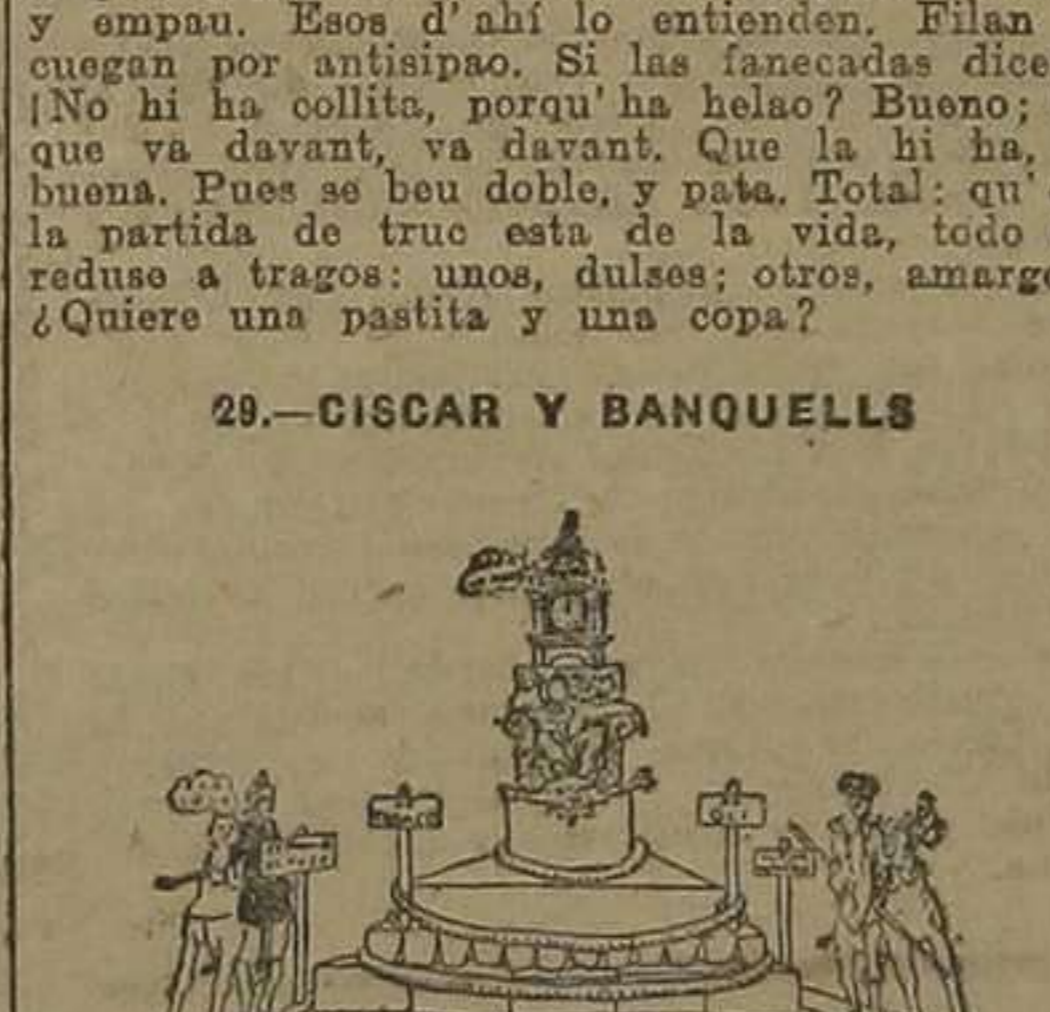 y empau. Esos d' ahí lo entienden. Filan
cuegan por antisipao. Si las fanecadas dice
¡No hi ha collita, porqu' ha helao? Bueno;
que va davant, va davant. Que la hi ha,
buena. Pues se beu doble, y pata. Total: qu'
la partida de truc esta de la vida, todo
reduse a tragos: unos, dulses; otros, amargo
¿Quiere una pastita y una copa?
29.—CISCAR Y BANQUELLS